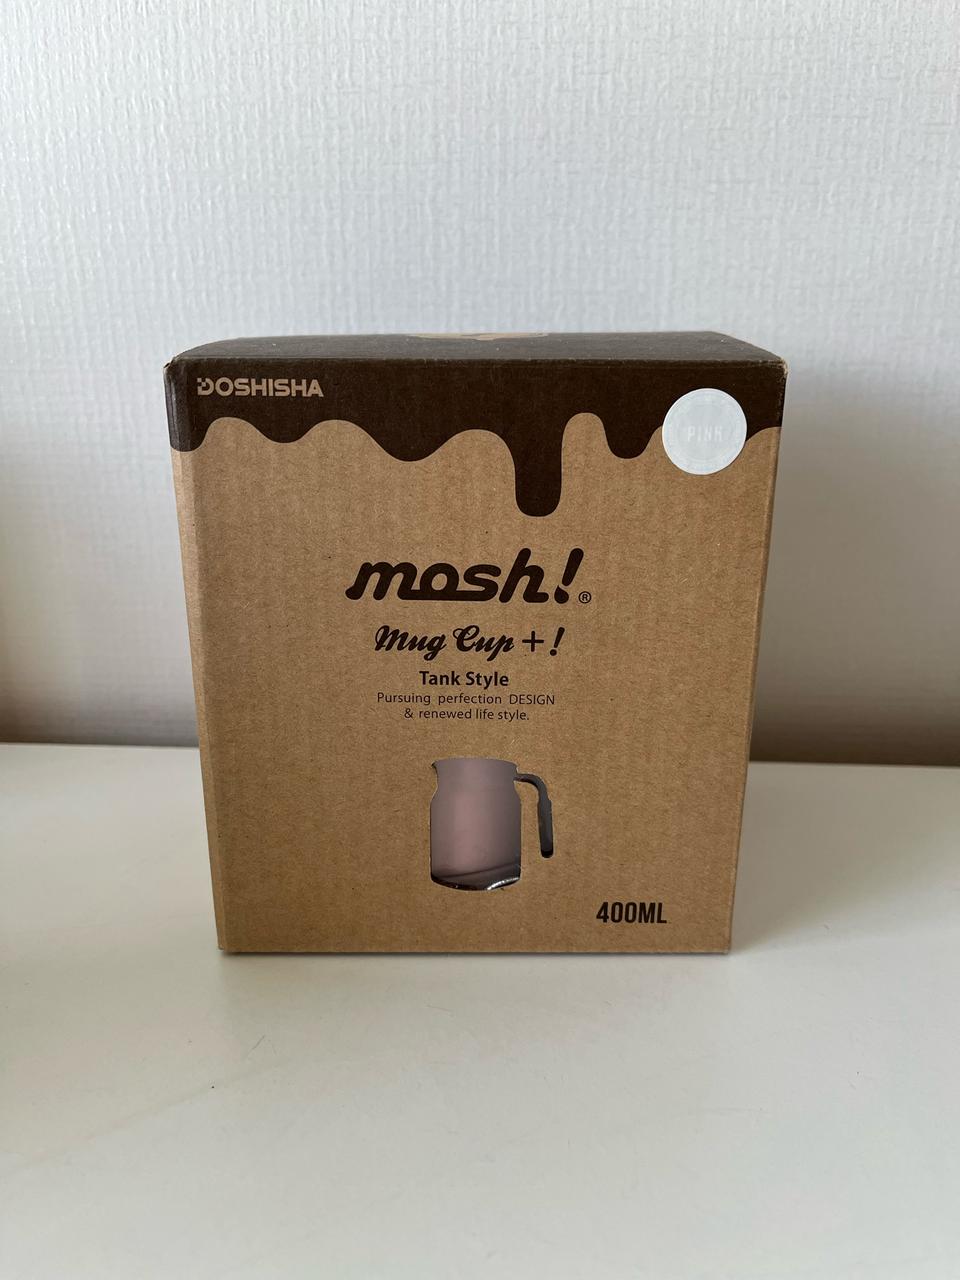 DOSHISHA
PINK
mosh!®
Mug Cup +!
Tank Style
Pursuing perfection DESIGN
& renewed life style.
400ML